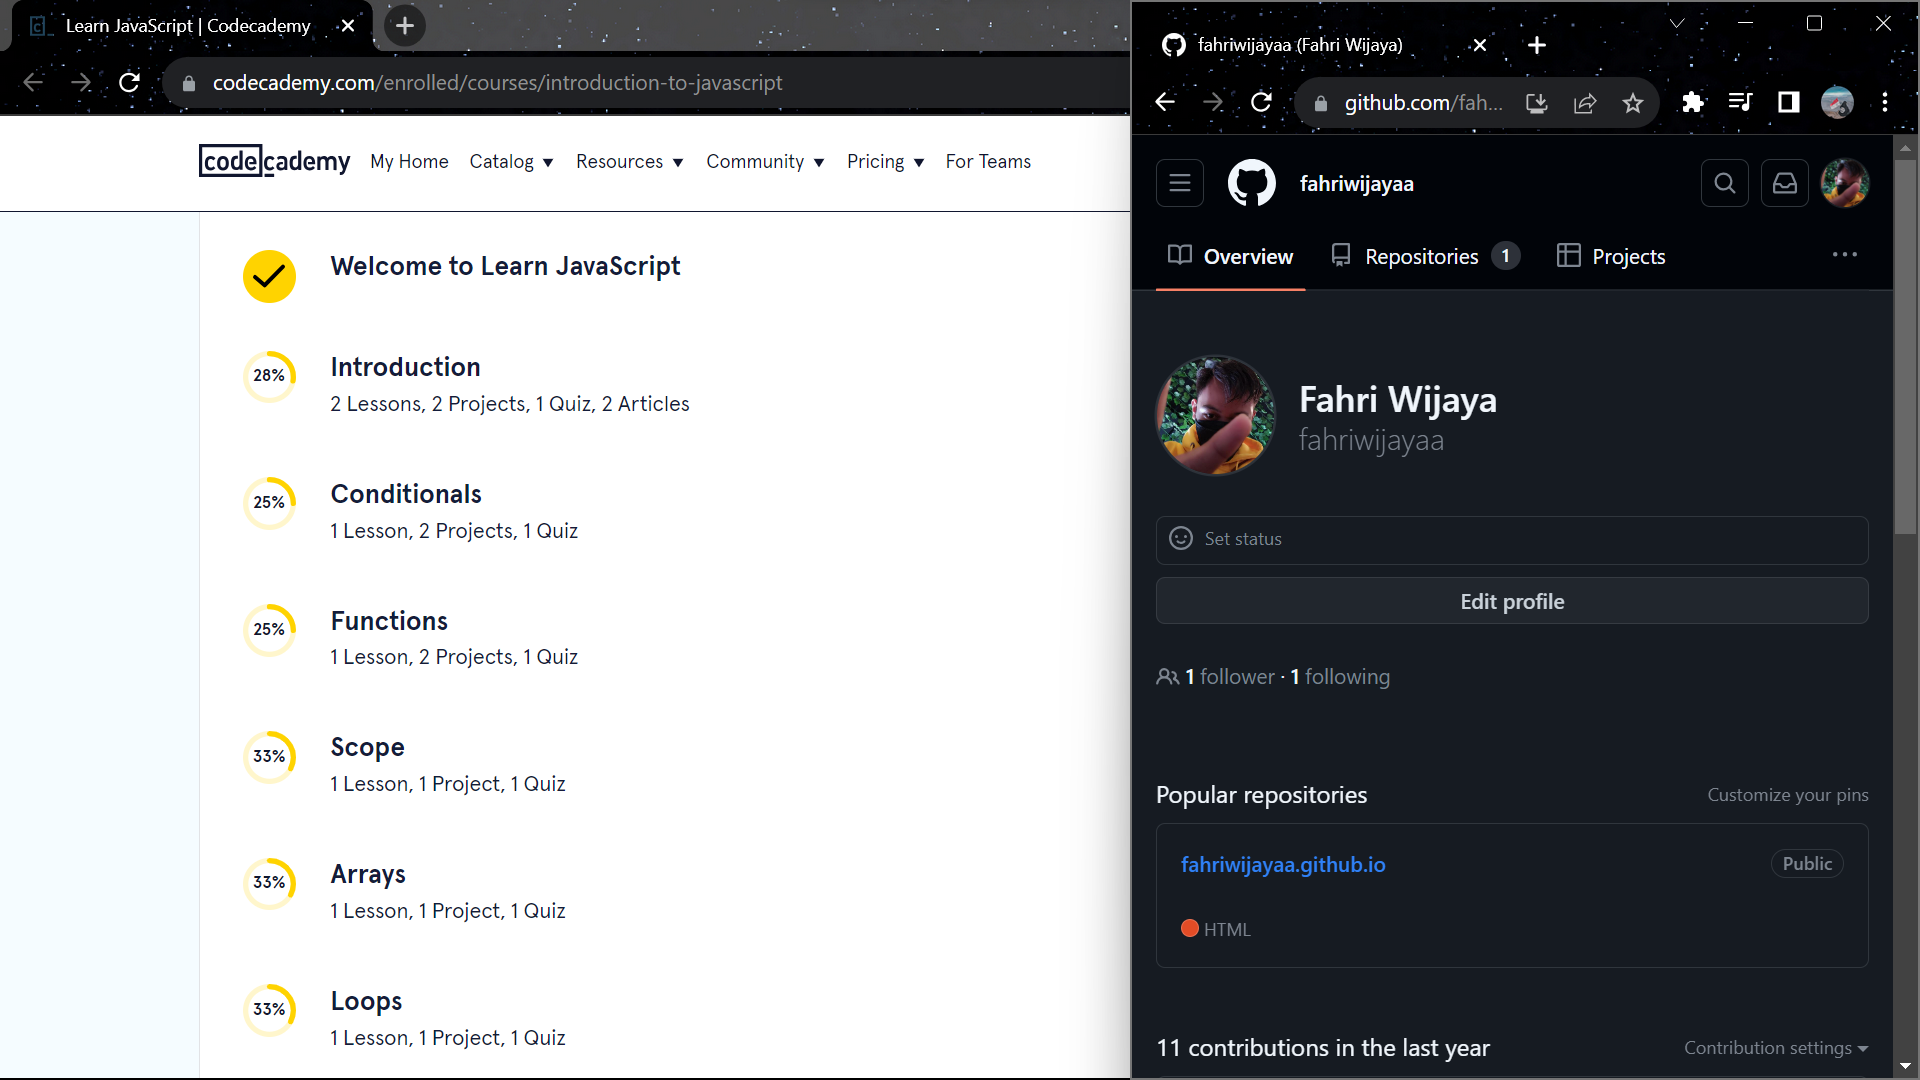 Learn JavaScript | Codecademy
codecademy.com/enrolled/courses/introduction-to-javascript
codecademy My Home Catalog Resources Community Pricing For Teams
Welcome to Learn JavaScript
28% Introduction
2 Lessons, 2 Projects, 1 Quiz, 2 Articles
25% Conditionals
1 Lesson, 2 Projects, 1 Quiz
25% Functions
1 Lesson, 2 Projects, 1 Quiz
33% Scope
1 Lesson, 1 Project, 1 Quiz
33% Arrays
1 Lesson, 1 Project, 1 Quiz
33% Loops
1 Lesson, 1 Project, 1 Quiz
fahriwijayaa (Fahri Wijaya)
github.com/fah...
fahriwijayaa
Overview Repositories 1 Projects
Fahri Wijaya
fahriwijayaa
Set status
Edit profile
1 follower · 1 following
Popular repositories Customize your pins
fahriwijayaa.github.io Public
HTML
11 contributions in the last year Contribution settings